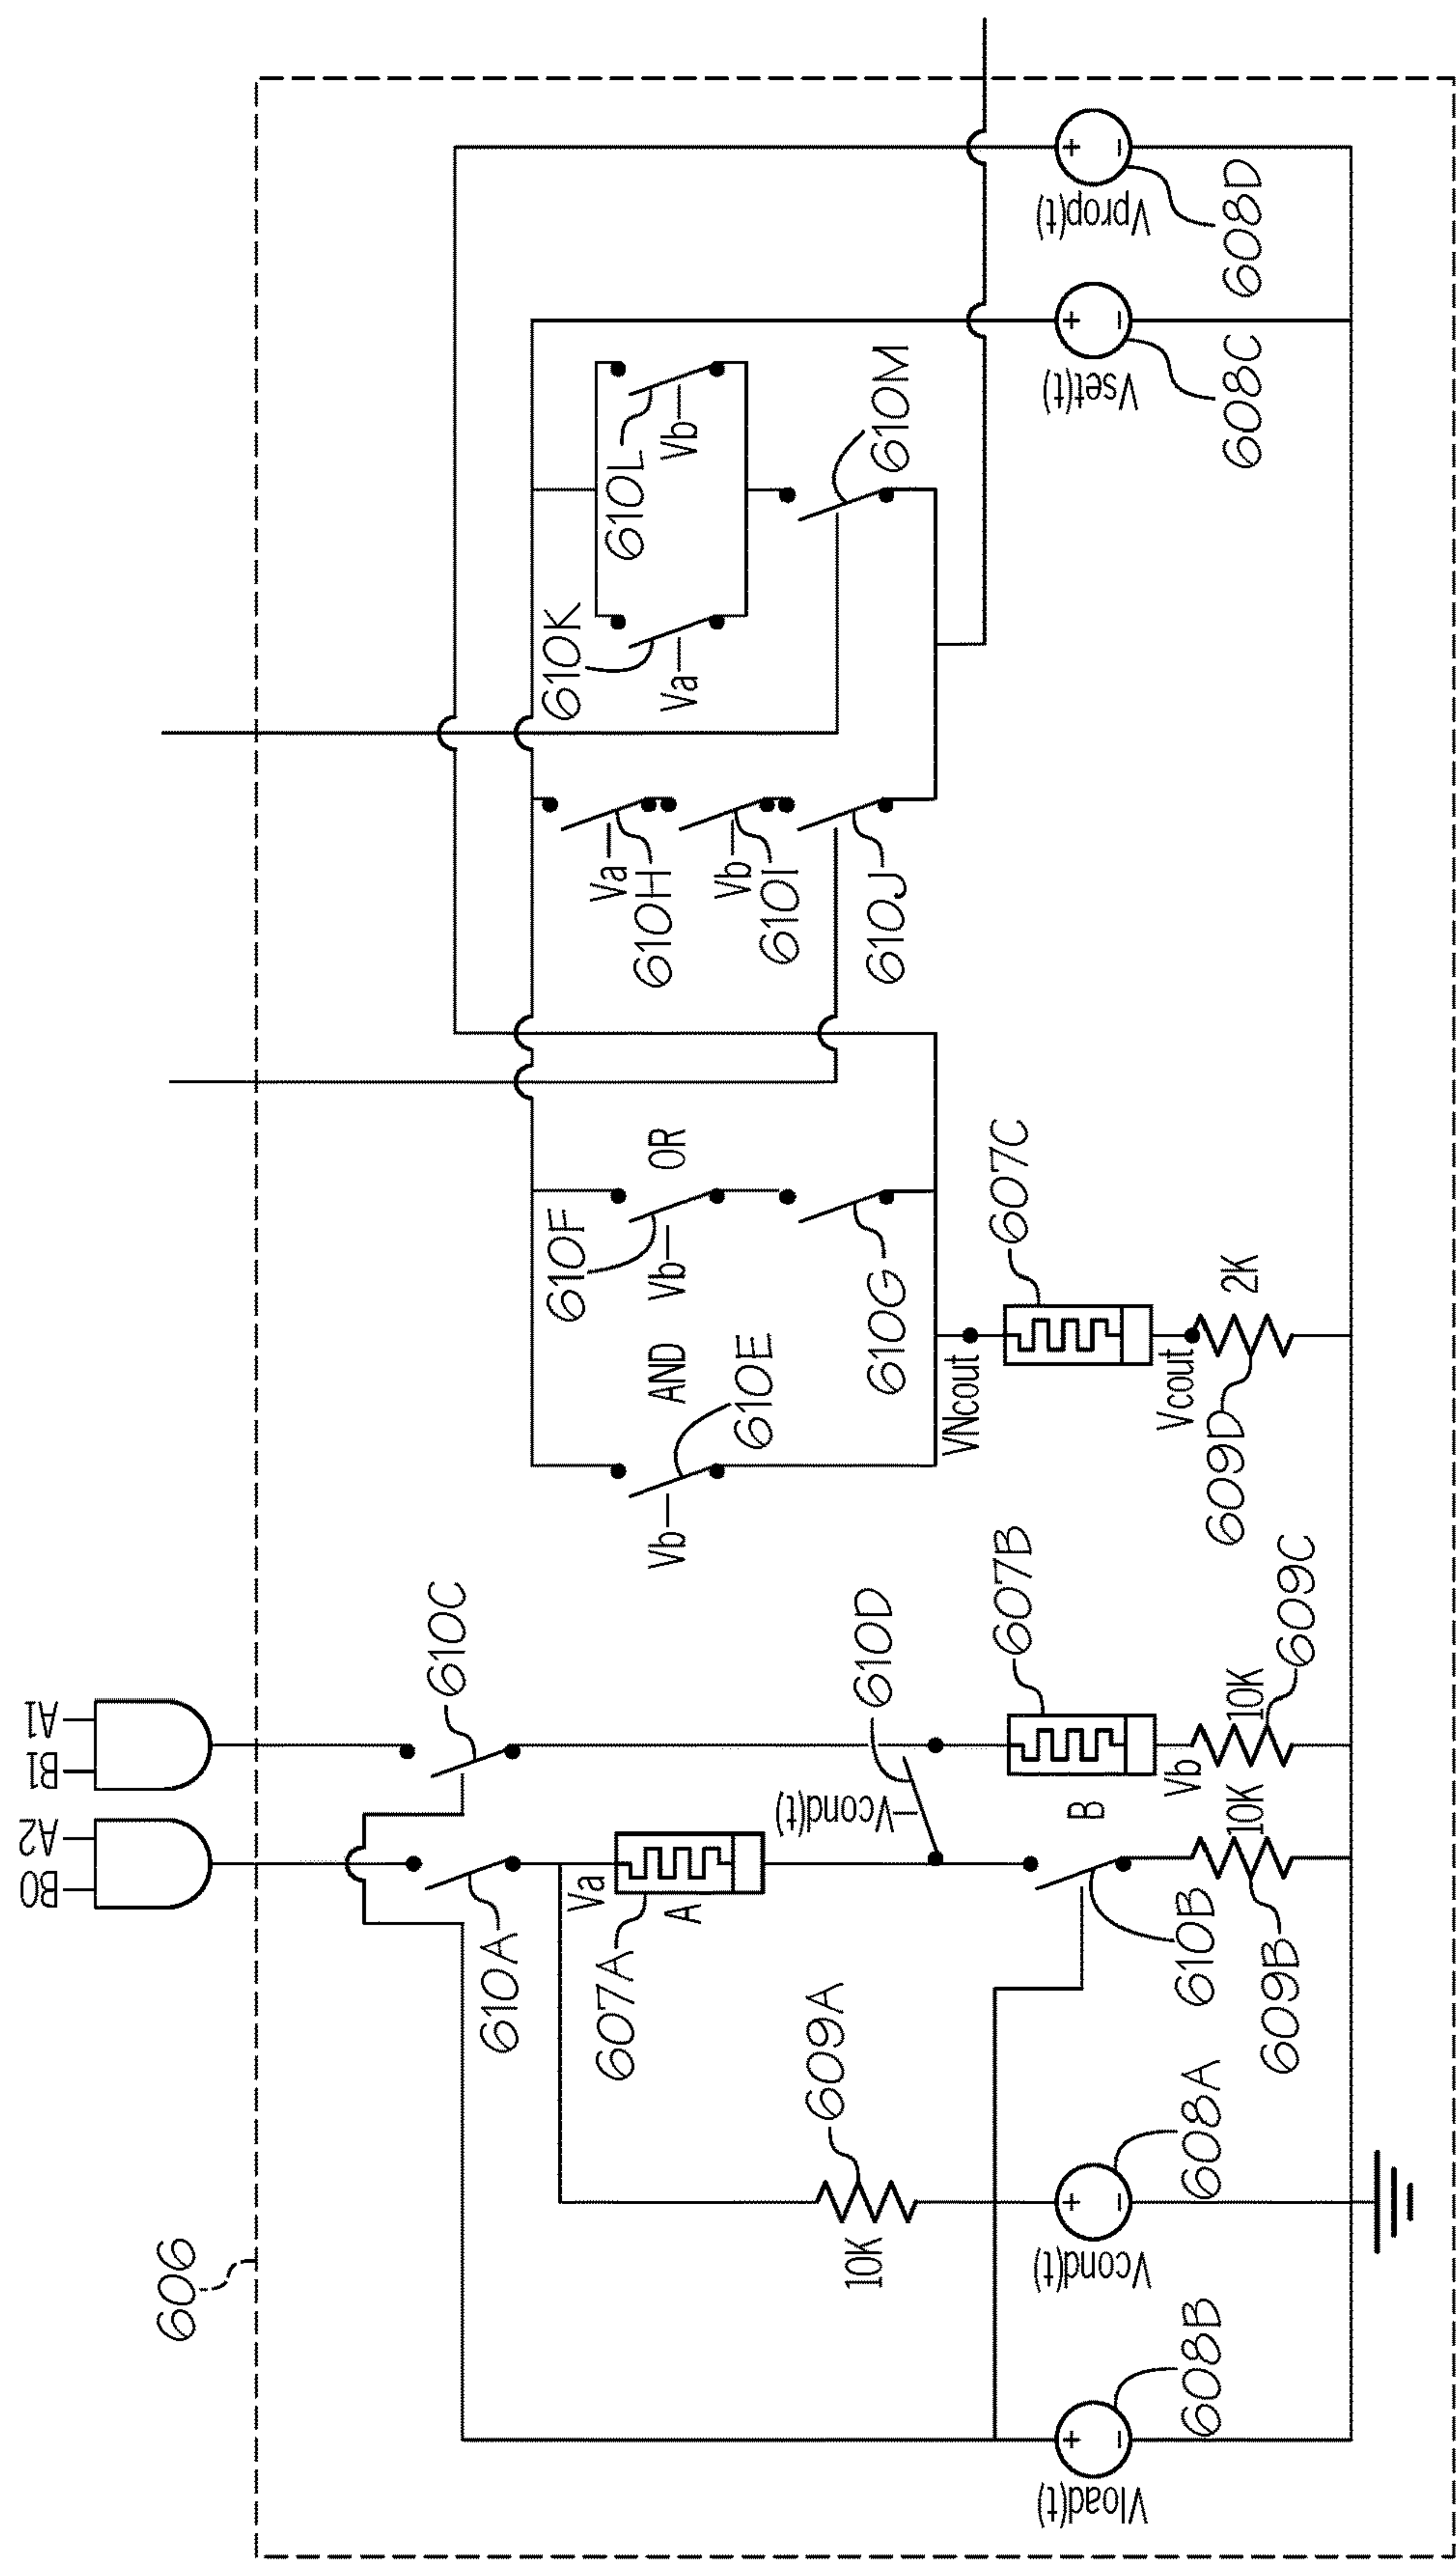 A1
B1
A2
B0
606
Vload(t)
608B
Vcond(t)
608A
10K
609A
610A
607A
Va
A
610B
609B
10K
610C
Vcond(t)
610D
607B
B
Vb
10K
609C
Vb
610E
AND
610F
Vb
OR
610G
VNcout
607C
Vcout
2K
609D
Va
610H
Vb
610I
610J
610K
Va
610L
Vb
610M
Vset(t)
608C
Vprop(t)
608D
+
−
+
−
+
−
+
−